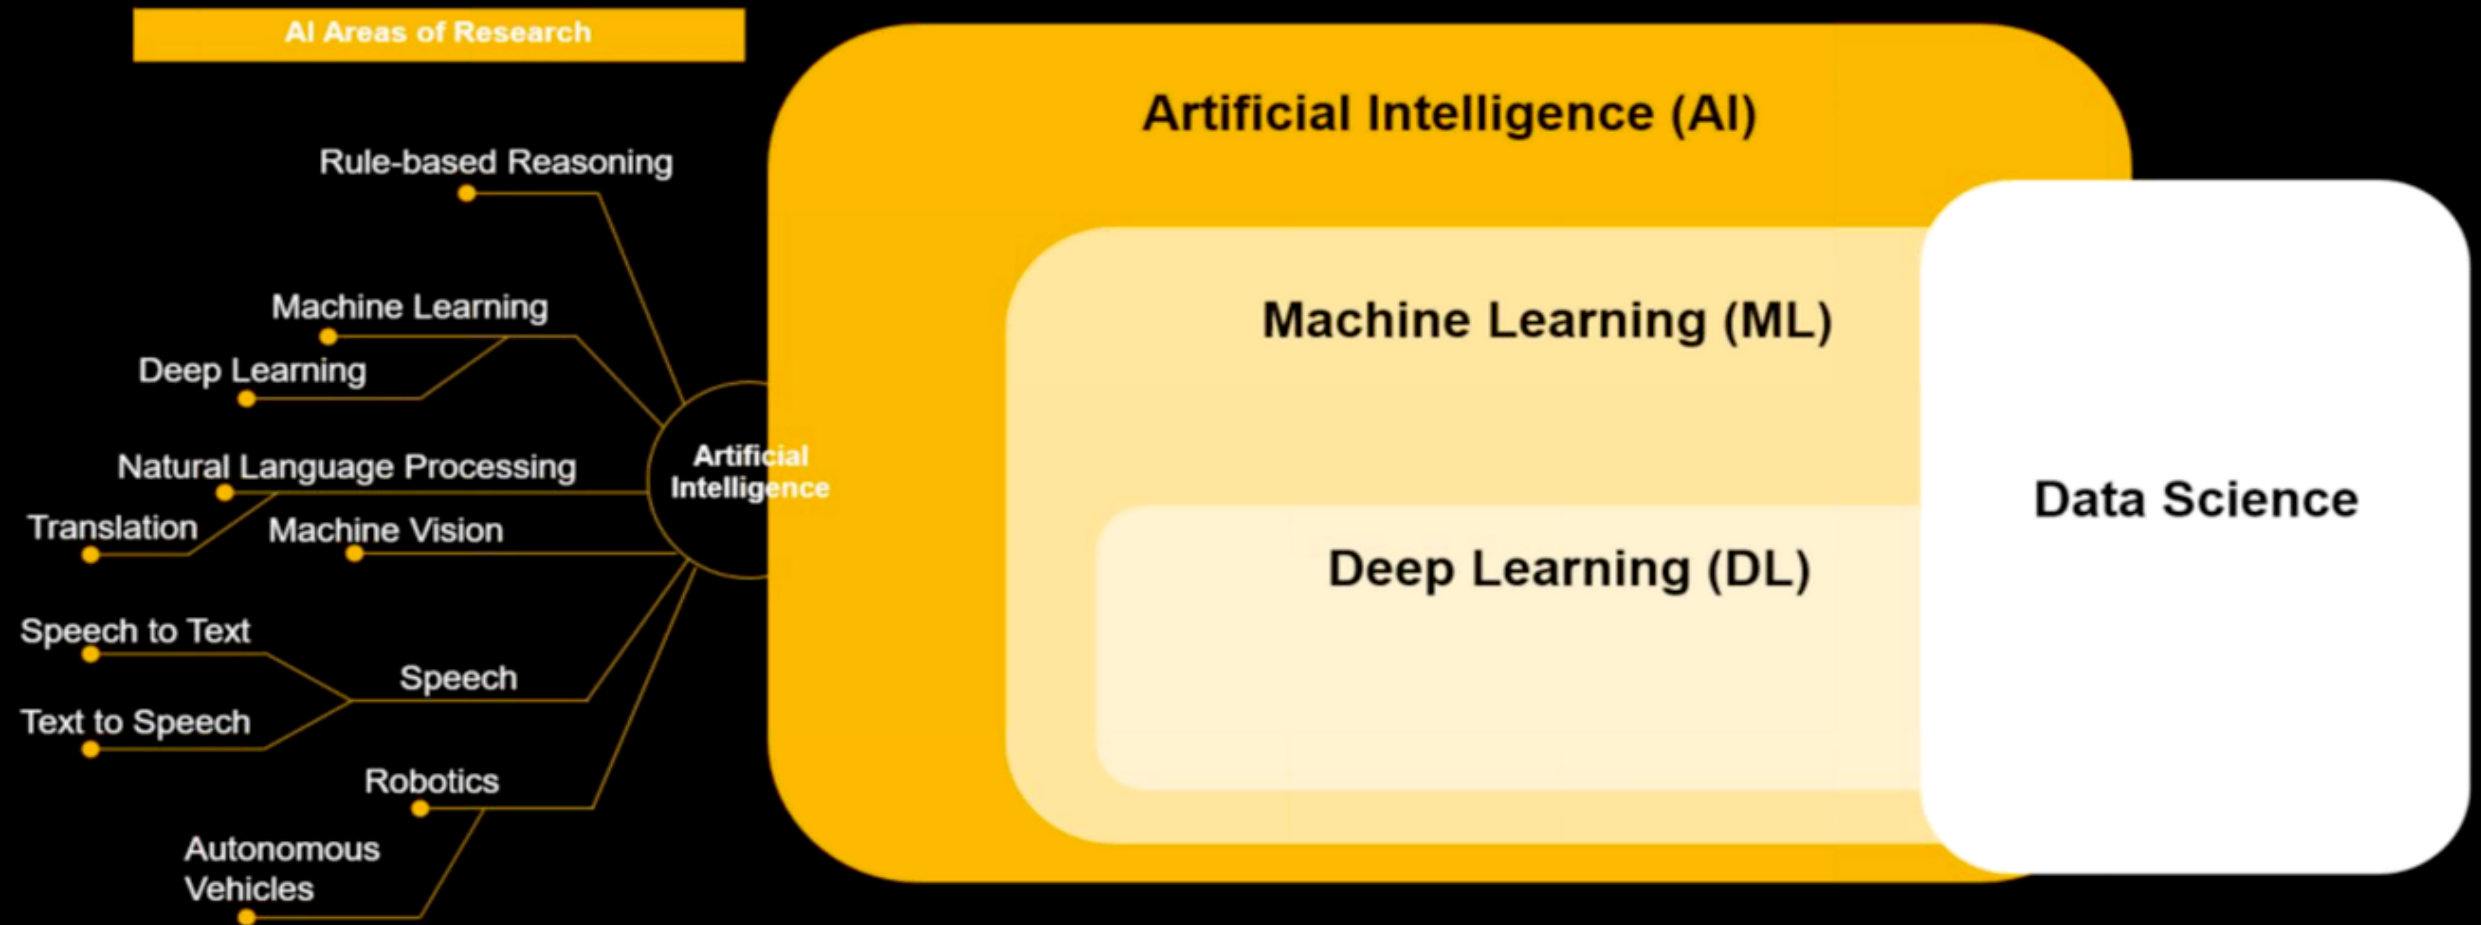 AI Areas of Research
Rule-based Reasoning
Machine Learning
Deep Learning
Natural Language Processing
Translation
Machine Vision
Speech to Text
Speech
Text to Speech
Robotics
Autonomous
Vehicles
Artificial
Intelligence
Artificial Intelligence (AI)
Machine Learning (ML)
Deep Learning (DL)
Data Science